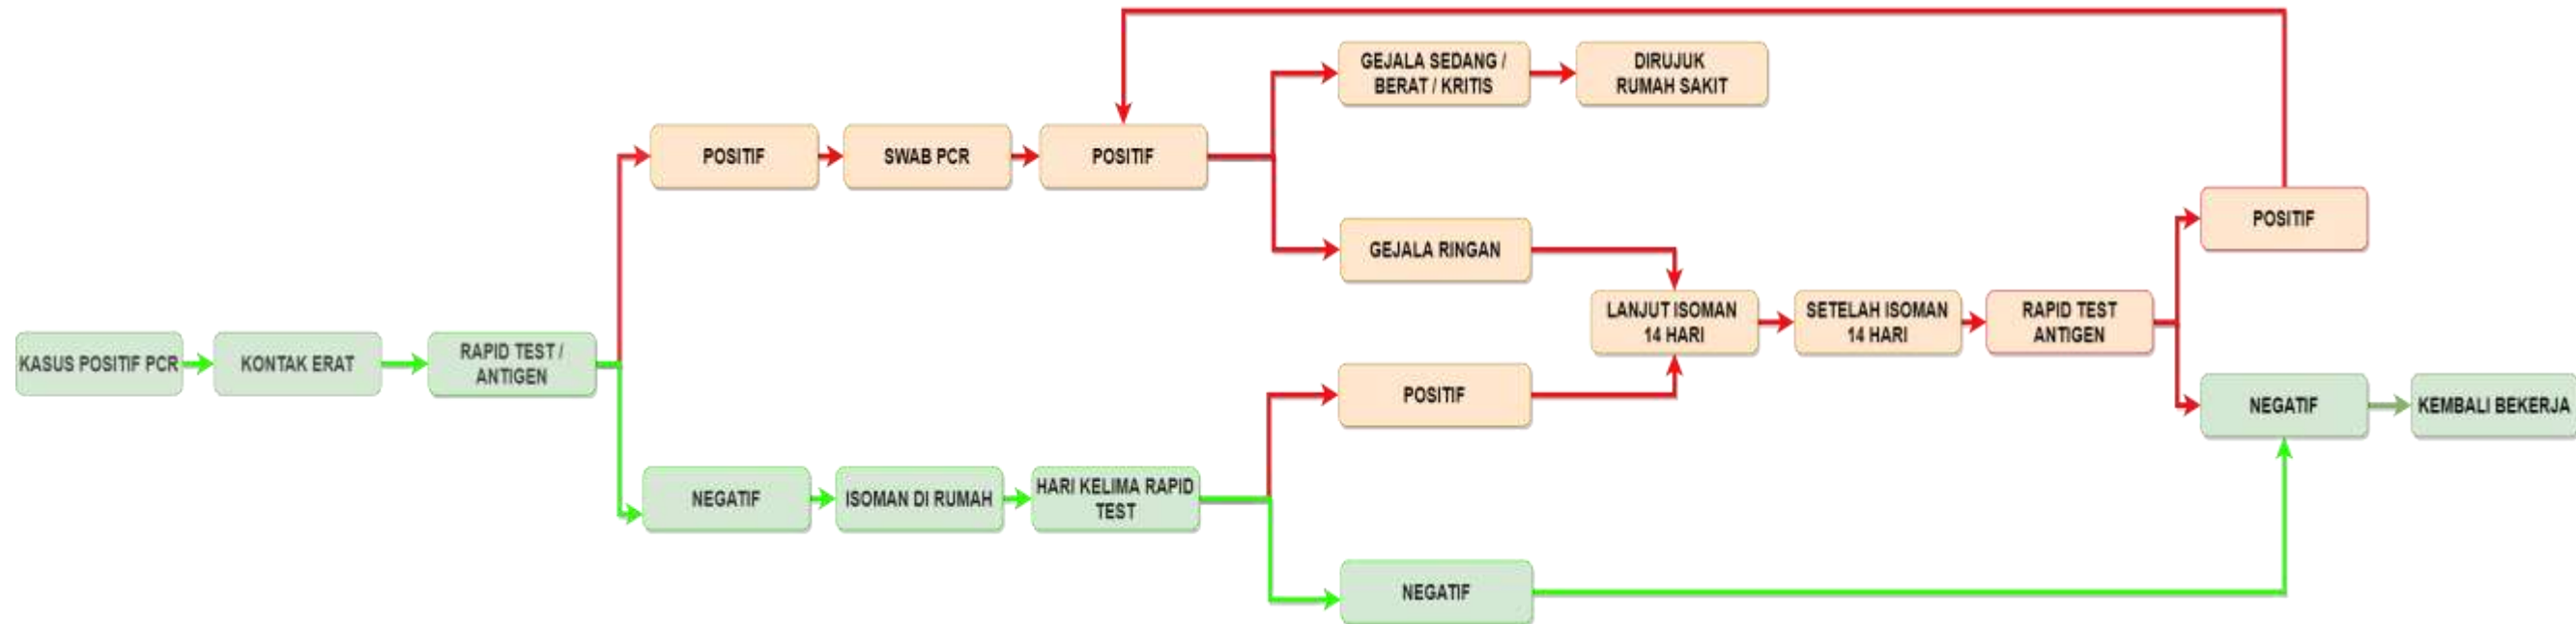 GEJALA SEDANG /
BERAT / KRITIS
DIRUJUK
RUMAH SAKIT
POSITIF
SWAB PCR
POSITIF
POSITIF
GEJALA RINGAN
LANJUT ISOMAN
14 HARI
SETELAH ISOMAN
14 HARI
RAPID TEST
ANTIGEN
KASUS POSITIF PCR
KONTAK ERAT
RAPID TEST /
ANTIGEN
POSITIF
NEGATIF
KEMBALI BEKERJA
NEGATIF
ISOMAN DI RUMAH
HARI KELIMA RAPID
TEST
NEGATIF